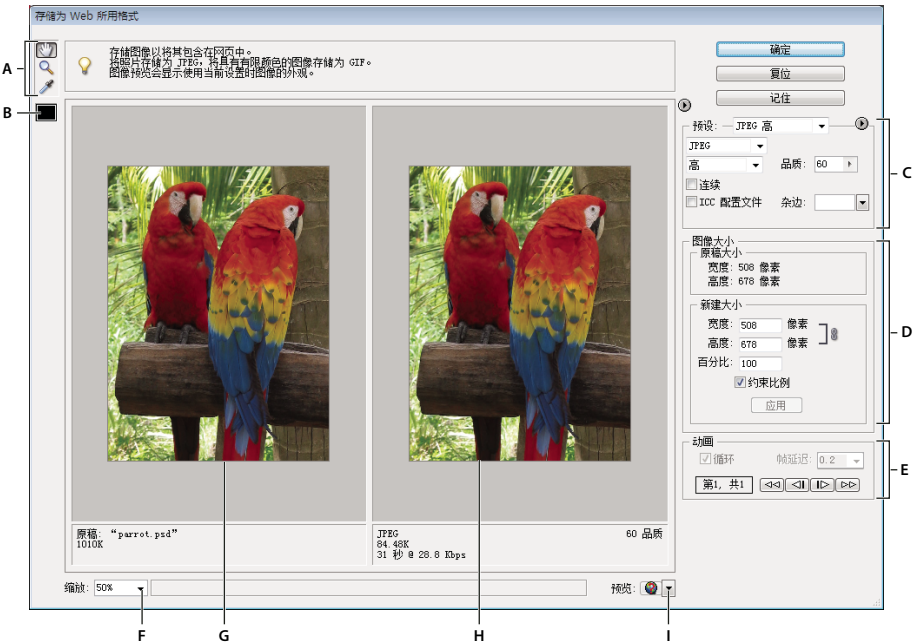 存储为 Web 所用格式
A
B
存储图像以将其包含在网页中。
将照片存储为 JPEG，将具有有限颜色的图像存储为 GIF。
图像预览会显示使用当前设置时图像的外观。
确定
复位
记住
预设: JPEG 高
JPEG
高 品质: 60
连续
ICC 配置文件 杂边:
C
图像大小
原稿大小
宽度: 508 像素
高度: 678 像素
新建大小
宽度: 508 像素
高度: 678 像素
百分比: 100
约束比例
应用
D
动画
循环 帧延迟: 0.2
第1, 共1
E
原稿: “parrot.psd”
1010K
JPEG 60 品质
84.48K
31 秒 @ 28.8 Kbps
缩放: 50% 预览:
F G H I